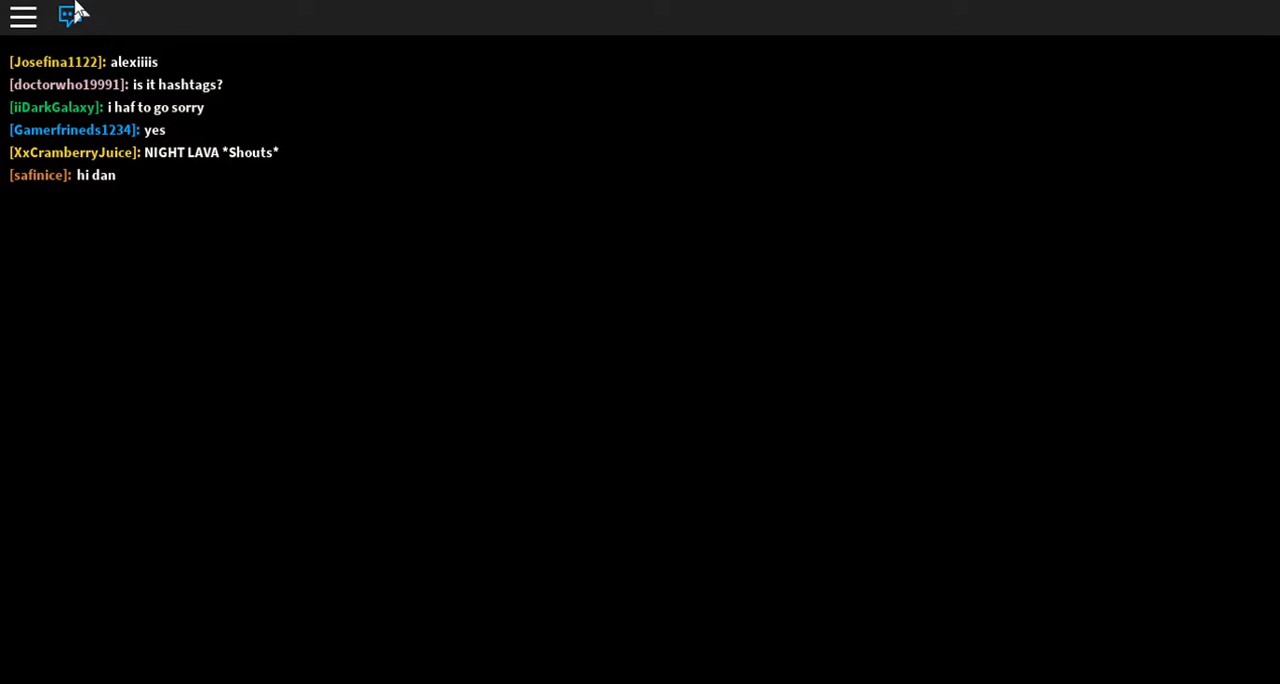 [Josefina1122]: alexiiiis
[doctorwho19991]: is it hashtags?
[iiDarkGalaxy]: i haf to go sorry
[Gamerfrineds1234]: yes
[XxCramberryJuice]: NIGHT LAVA *Shouts*
[safinice]: hi dan